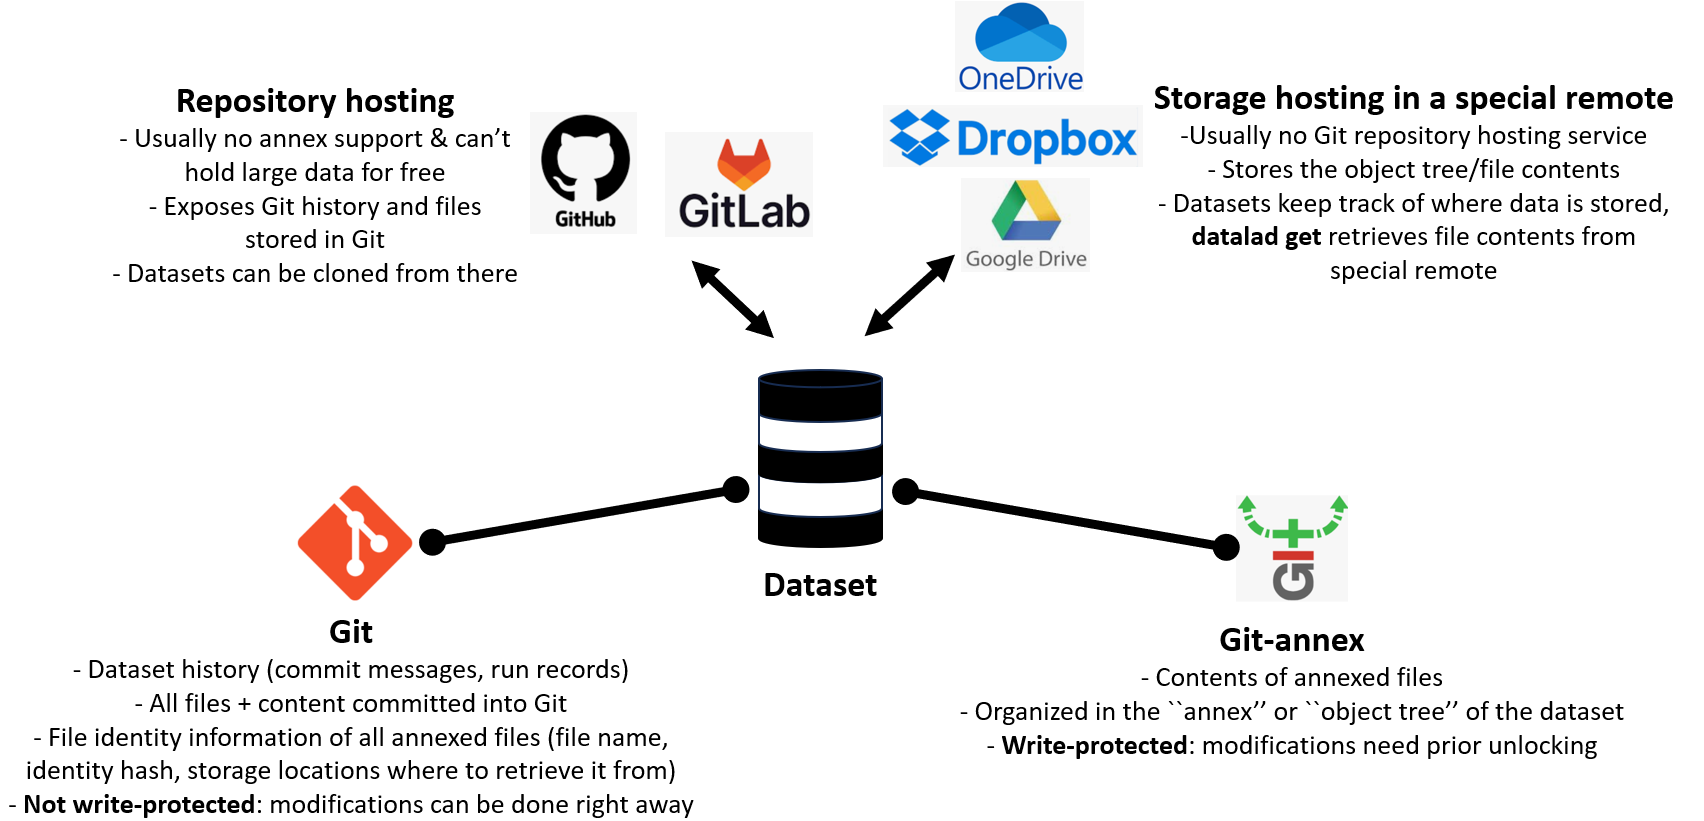 Repository hosting
- Usually no annex support & can’t
hold large data for free
- Exposes Git history and files
stored in Git
- Datasets can be cloned from there
GitHub
GitLab
OneDrive
Dropbox
Google Drive
Storage hosting in a special remote
-Usually no Git repository hosting service
- Stores the object tree/file contents
- Datasets keep track of where data is stored,
datalad get retrieves file contents from
special remote
Dataset
Git
- Dataset history (commit messages, run records)
- All files + content committed into Git
- File identity information of all annexed files (file name,
identity hash, storage locations where to retrieve it from)
- Not write-protected: modifications can be done right away
git
Git-annex
- Contents of annexed files
- Organized in the ``annex’’ or ``object tree’’ of the dataset
- Write-protected: modifications need prior unlocking